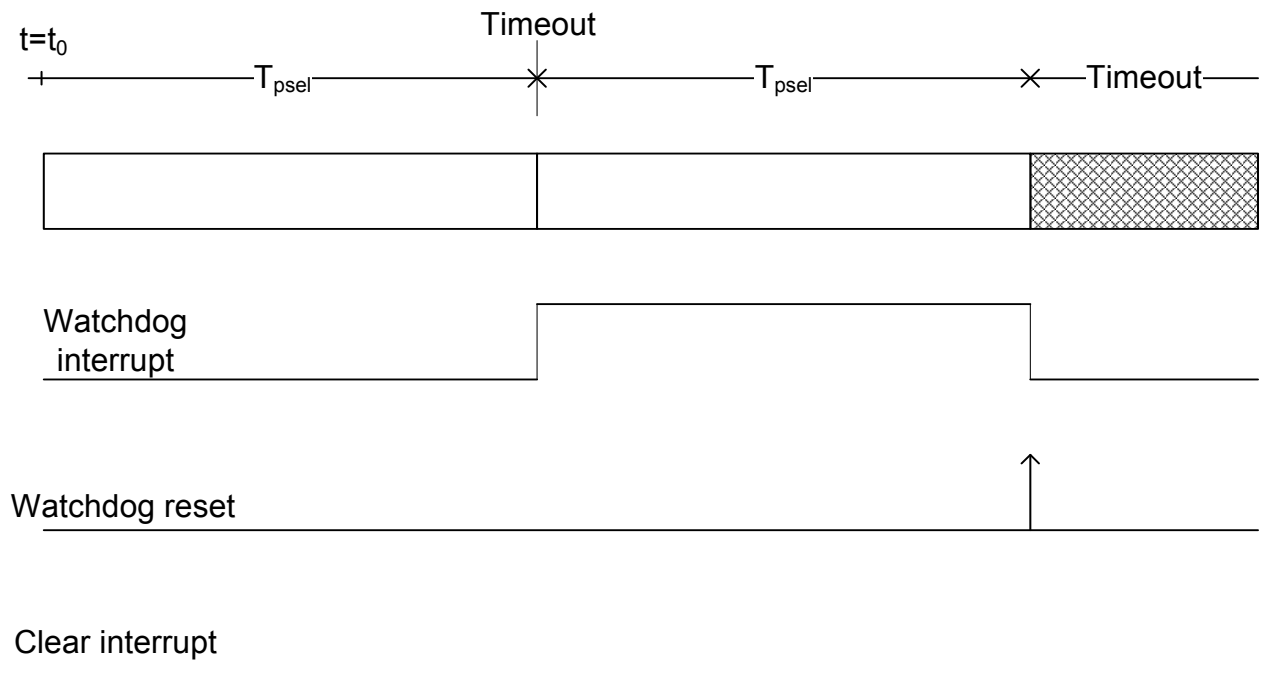 Timeout
t=t₀
Tpsel
Tpsel
Timeout
Watchdog
interrupt
Watchdog reset
Clear interrupt